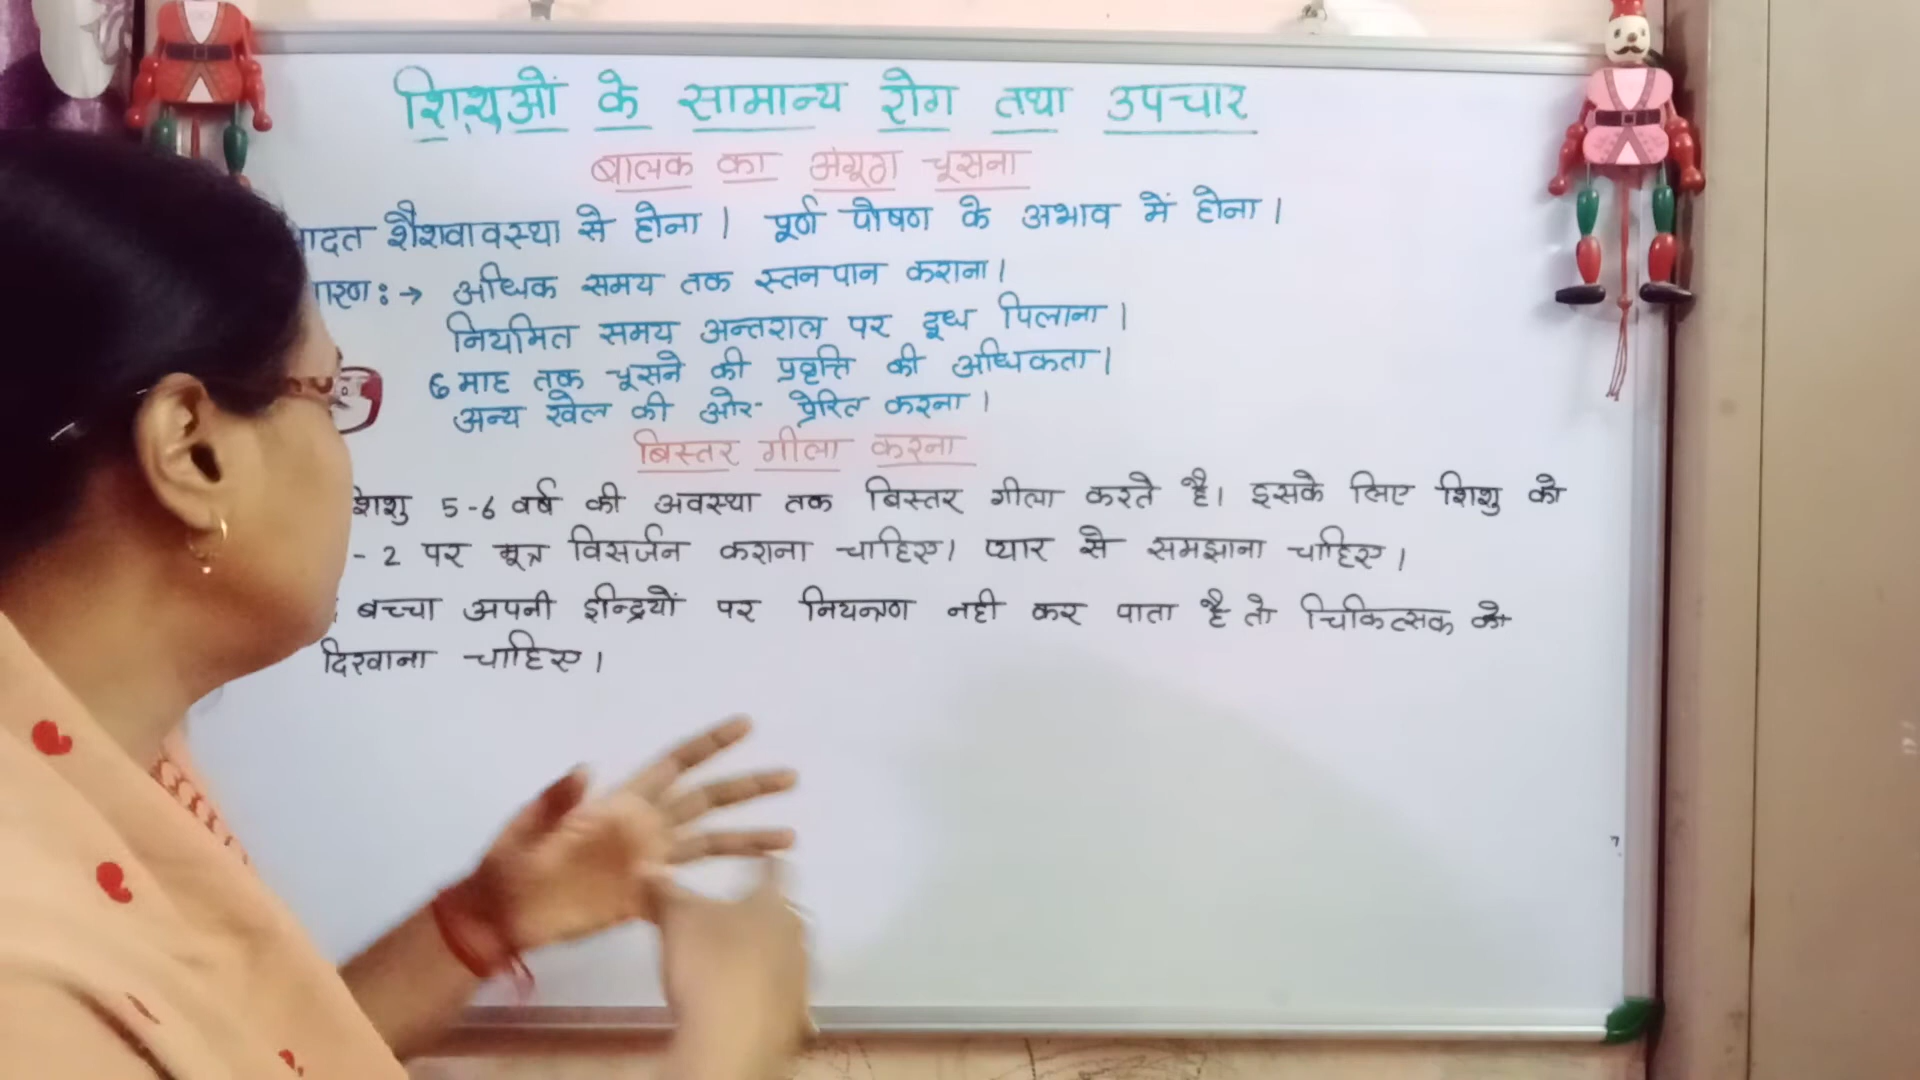 शिशुओं के सामान्य रोग तथा उपचार
बालक का अंगूठा चूसना
शैशवावस्था से होना। पूर्ण पोषण के अभाव में होना।
:→ अधिक समय तक स्तनपान कराना।
नियमित समय अन्तराल पर दूध पिलाना।
6 माह तक चूसने की प्रवृत्ति की अधिकता।
अन्य खेल की ओर प्रेरित करना।
बिस्तर गीला करना
शिशु 5-6 वर्ष की अवस्था तक बिस्तर गीला करते है। इसके लिए शिशु को
- 2 पर मूत्र विसर्जन कराना चाहिए। प्यार से समझाना चाहिए।
बच्चा अपनी इन्द्रियों पर नियन्त्रण नही कर पाता है तो चिकित्सक को
दिखाना चाहिए।